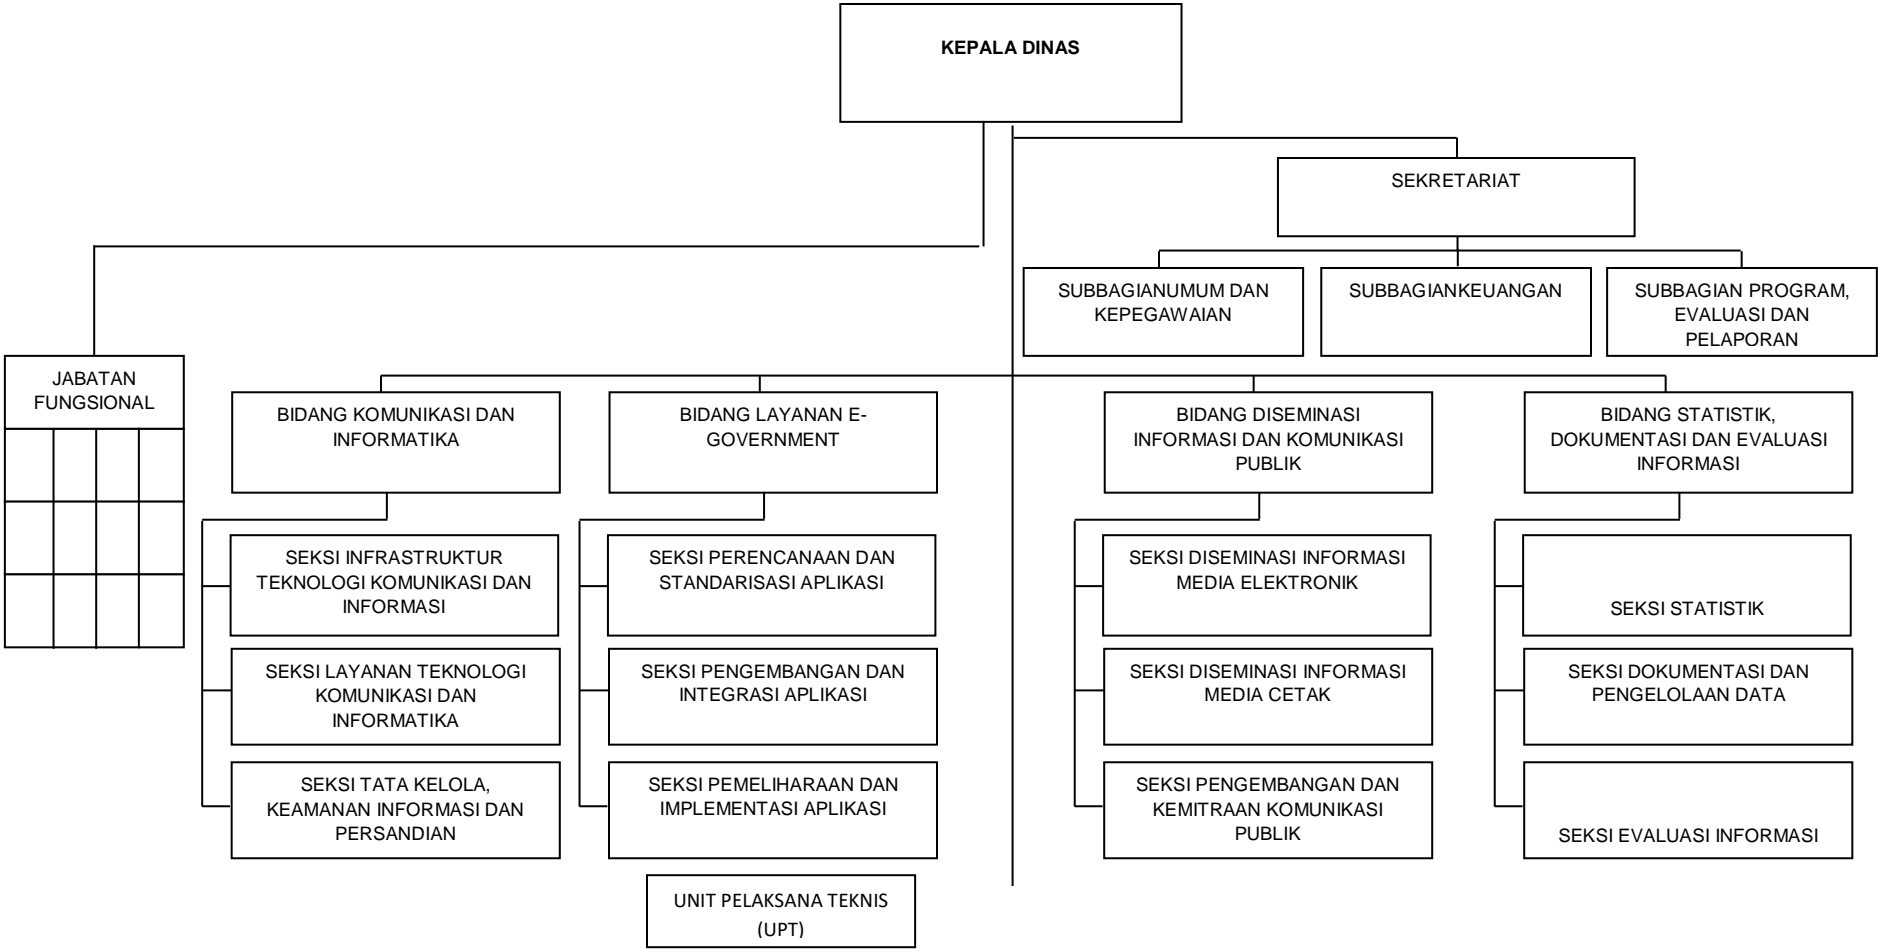 KEPALA DINAS
SEKRETARIAT
SUBBAGIANUMUM DAN
KEPEGAWAIAN
SUBBAGIANKEUANGAN
SUBBAGIAN PROGRAM,
EVALUASI DAN
PELAPORAN
JABATAN
FUNGSIONAL
BIDANG KOMUNIKASI DAN
INFORMATIKA
BIDANG LAYANAN E-
GOVERNMENT
BIDANG DISEMINASI
INFORMASI DAN KOMUNIKASI
PUBLIK
BIDANG STATISTIK,
DOKUMENTASI DAN EVALUASI
INFORMASI
SEKSI INFRASTRUKTUR
TEKNOLOGI KOMUNIKASI DAN
INFORMASI
SEKSI PERENCANAAN DAN
STANDARISASI APLIKASI
SEKSI DISEMINASI INFORMASI
MEDIA ELEKTRONIK
SEKSI STATISTIK
SEKSI LAYANAN TEKNOLOGI
KOMUNIKASI DAN
INFORMATIKA
SEKSI PENGEMBANGAN DAN
INTEGRASI APLIKASI
SEKSI DISEMINASI INFORMASI
MEDIA CETAK
SEKSI DOKUMENTASI DAN
PENGELOLAAN DATA
SEKSI TATA KELOLA,
KEAMANAN INFORMASI DAN
PERSANDIAN
SEKSI PEMELIHARAAN DAN
IMPLEMENTASI APLIKASI
SEKSI PENGEMBANGAN DAN
KEMITRAAN KOMUNIKASI
PUBLIK
SEKSI EVALUASI INFORMASI
UNIT PELAKSANA TEKNIS
(UPT)